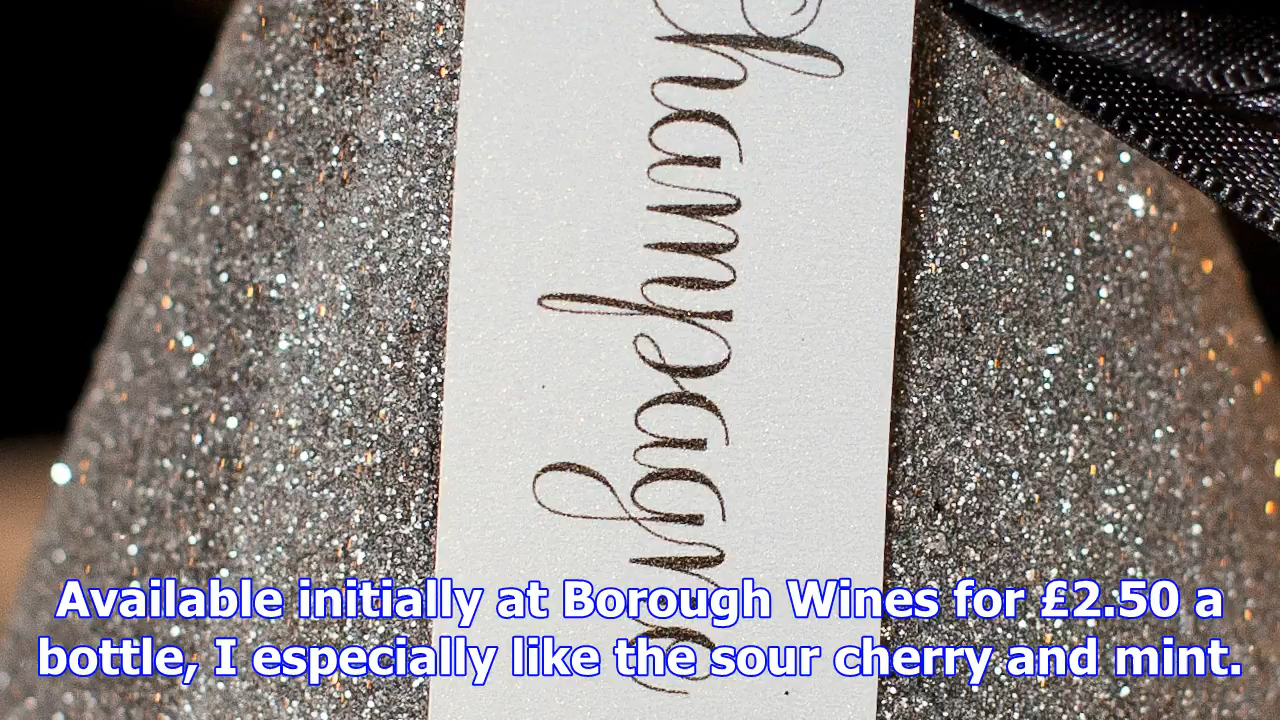 Champagne
Available initially at Borough Wines for £2.50 a
bottle, I especially like the sour cherry and mint.